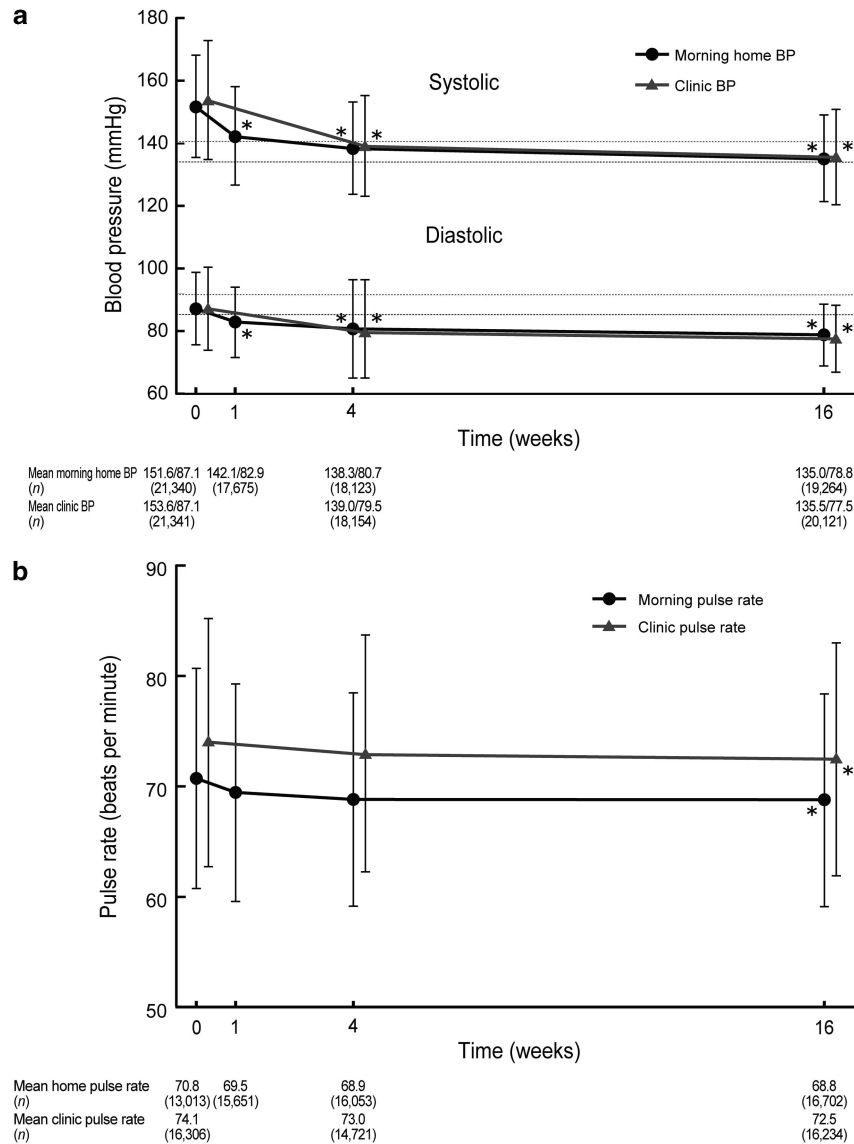 a
180
160
140
120
100
80
60
Blood pressure (mmHg)
Morning home BP
Clinic BP
Systolic
Diastolic
* * * * *
* * * * *
0 1 4 16
Time (weeks)
Mean morning home BP 151.6/87.1 142.1/82.9 138.3/80.7 135.0/78.8
(n) (21,340) (17,675) (18,123) (19,264)
Mean clinic BP 153.6/87.1 139.0/79.5 135.5/77.5
(n) (21,341) (18,154) (20,121)
b
90
80
70
60
50
Pulse rate (beats per minute)
Morning pulse rate
Clinic pulse rate
* *
0 1 4 16
Time (weeks)
Mean home pulse rate 70.8 69.5 68.9 68.8
(n) (13,013) (15,651) (16,053) (16,702)
Mean clinic pulse rate 74.1 73.0 72.5
(n) (16,306) (14,721) (16,234)